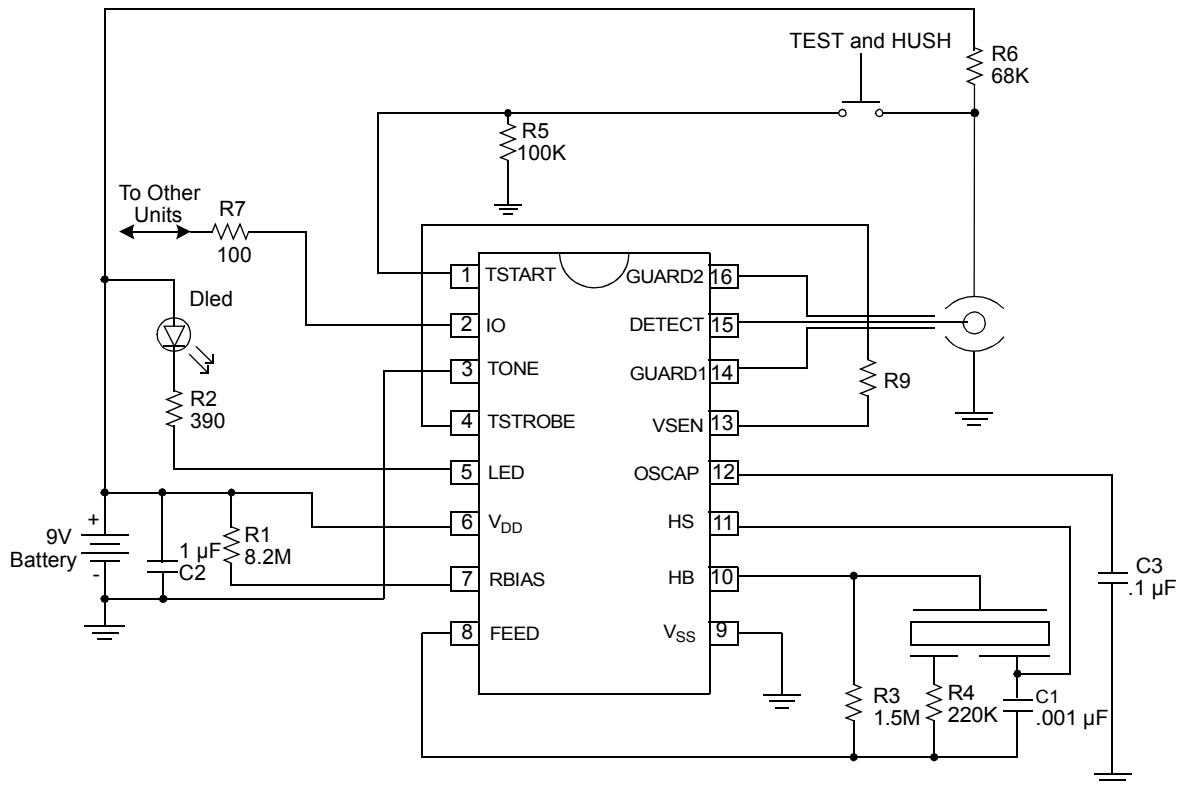 TEST and HUSH
R6
68K
R5
100K
To Other
Units
R7
100
Dled
R2
390
1 TSTART
2 IO
3 TONE
4 TSTROBE
5 LED
6 VDD
7 RBIAS
8 FEED
GUARD2 16
DETECT 15
GUARD1 14
VSEN 13
OSCAP 12
HS 11
HB 10
VSS 9
R9
+
9V
Battery
-
1 µF
C2
R1
8.2M
R3
1.5M
R4
220K
C1
.001 µF
C3
.1 µF